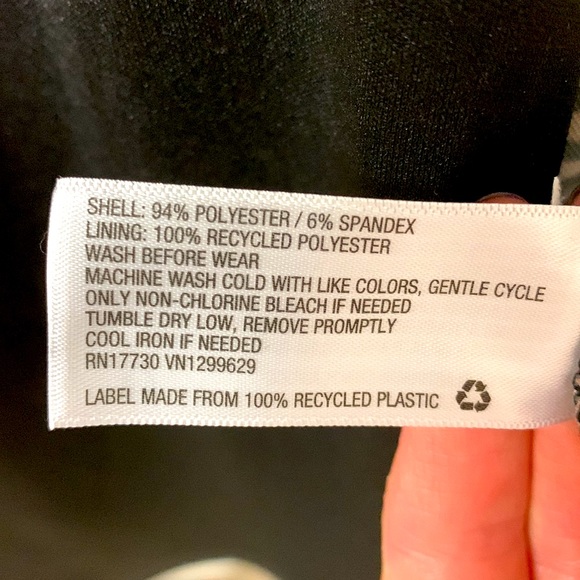 SHELL: 94% POLYESTER / 6% SPANDEX
LINING: 100% RECYCLED POLYESTER
WASH BEFORE WEAR
MACHINE WASH COLD WITH LIKE COLORS, GENTLE CYCLE
ONLY NON-CHLORINE BLEACH IF NEEDED
TUMBLE DRY LOW, REMOVE PROMPTLY
COOL IRON IF NEEDED
RN17730 VN1299629
LABEL MADE FROM 100% RECYCLED PLASTIC